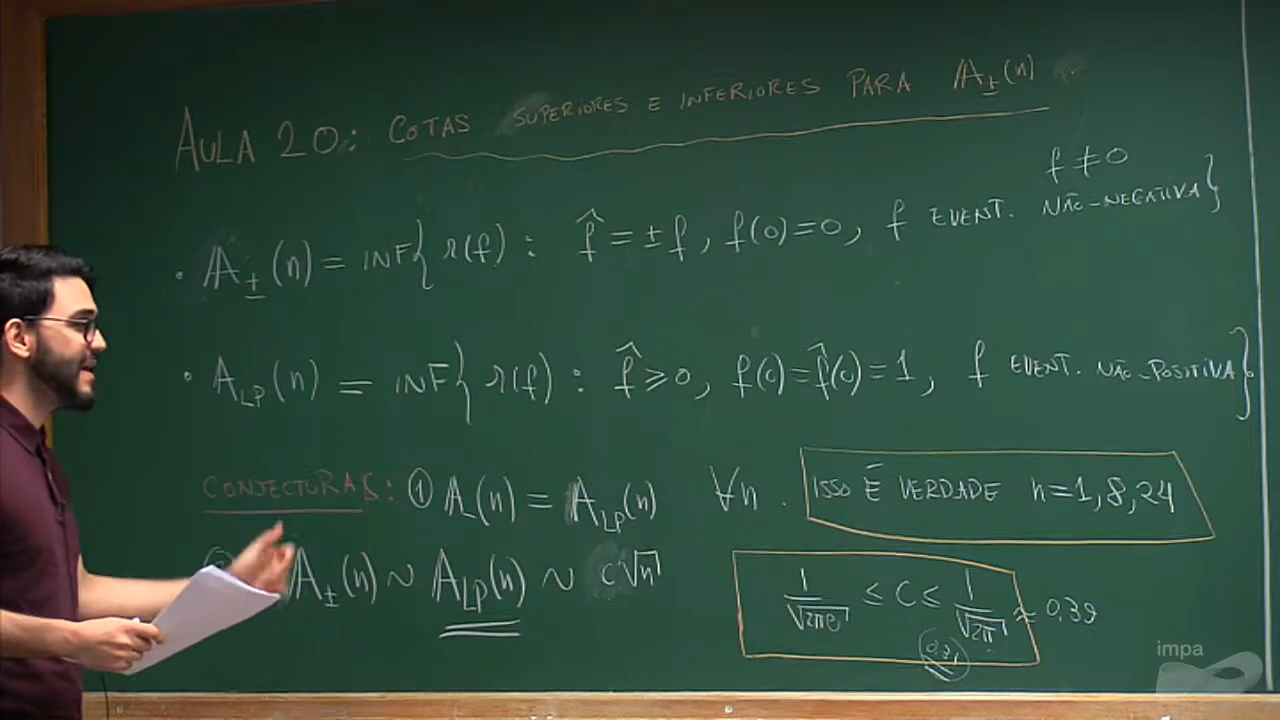 AULA 20: COTAS SUPERIORES E INFERIORES PARA 𝔸±(n)
f ≠ 0
• 𝔸±(n) = INF{ r(f) : f̂ = ±f, f(0)=0, f EVENT. NÃO-NEGATIVA}
• 𝔸LP(n) = INF{ r(f) : f̂ ≥ 0, f(0)=f̂(0)=1, f EVENT. NÃO-POSITIVA}
CONJECTURAS: ① 𝔸_(n) = 𝔸LP(n) ∀n. ISSO É VERDADE n=1,8,24
𝔸±(n) ~ 𝔸LP(n) ~ c√n
1/√2πe ≤ C ≤ 1/√2π ≈ 0,39
0,31
impa